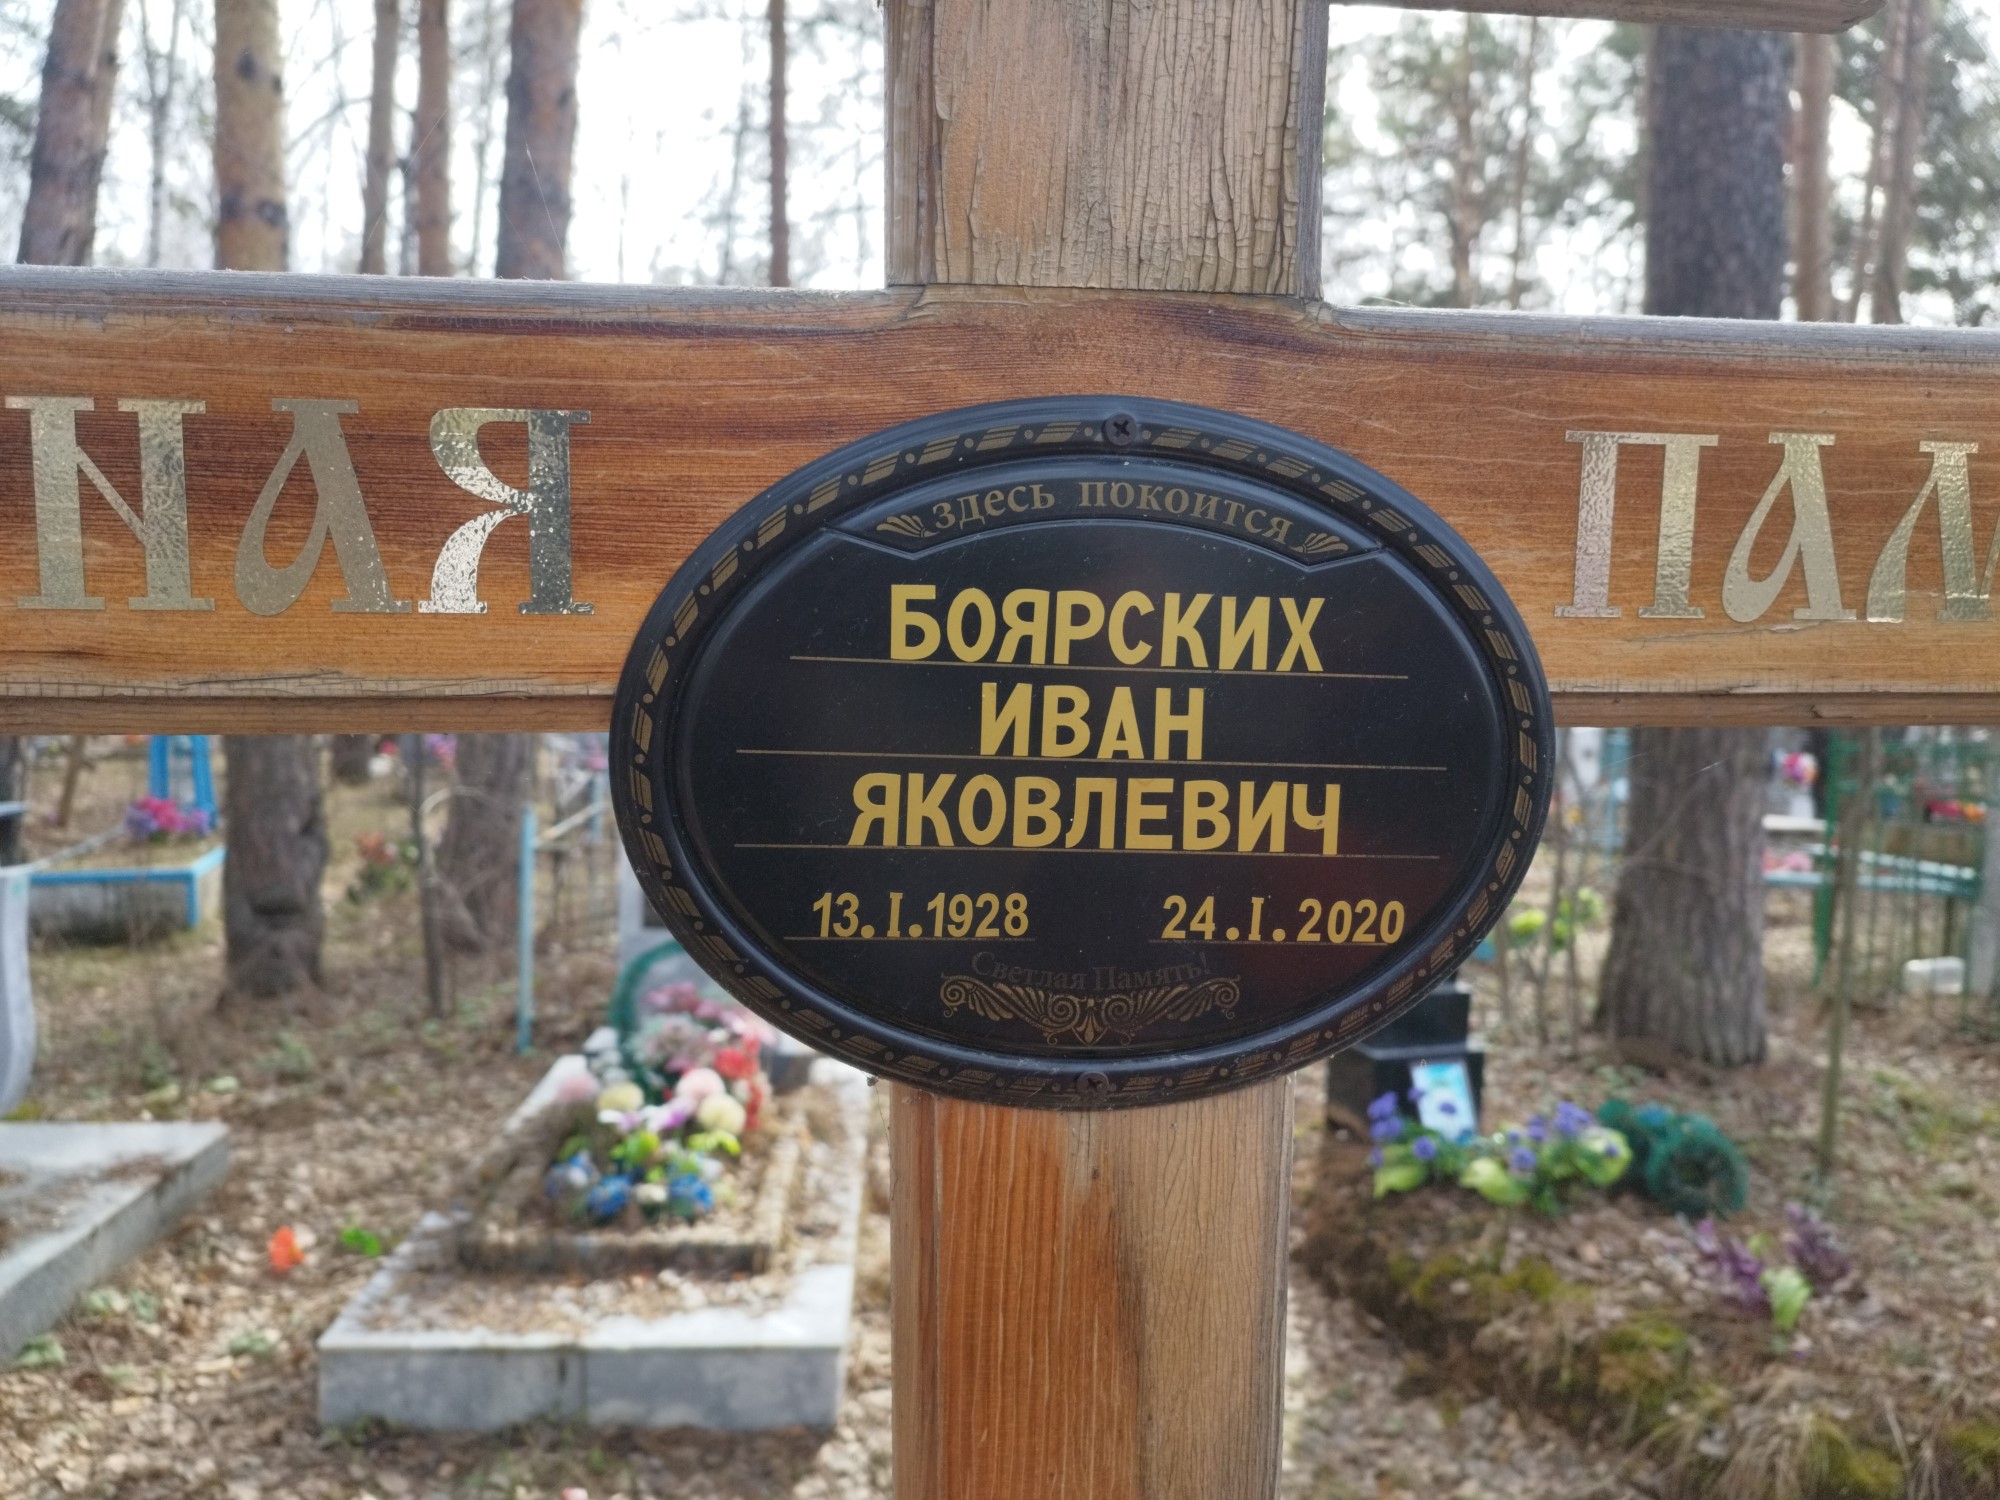 НАЯ ПАМ
здесь покоится
БОЯРСКИХ
ИВАН
ЯКОВЛЕВИЧ
13.I.1928 24.I.2020
Светлая Память!